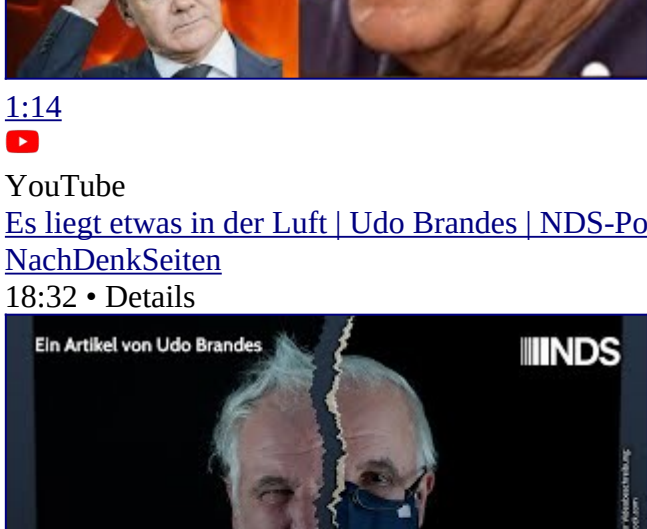 1:14
YouTube
Es liegt etwas in der Luft | Udo Brandes | NDS-Po
NachDenkSeiten
18:32 • Details
Ein Artikel von Udo Brandes
NDS